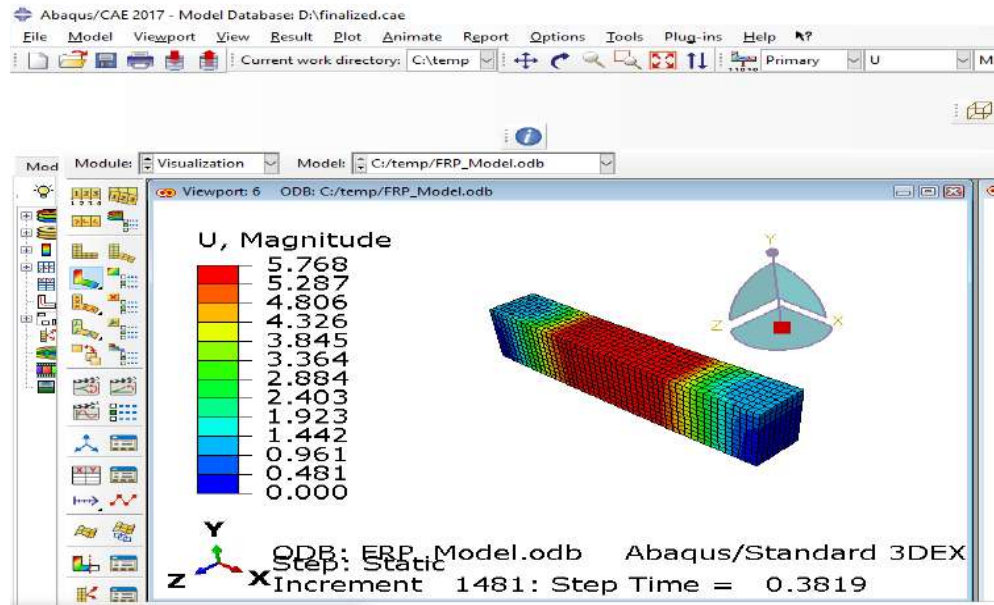 Abaqus/CAE 2017 - Model Database: D:\finalized.cae
File Model Viewport View Result Plot Animate Report Options Tools Plug-ins Help
Current work directory: C:\temp Primary U
Mod Module: Visualization Model: C:/temp/FRP_Model.odb
Viewport: 6 ODB: C:/temp/FRP_Model.odb
U, Magnitude
5.768
5.287
4.806
4.326
3.845
3.364
2.884
2.403
1.923
1.442
0.961
0.481
0.000
Y
Z X
Y
Z X
ODB: FRP_Model.odb Abaqus/Standard 3DEX
Step: Static
Increment 1481: Step Time = 0.3819